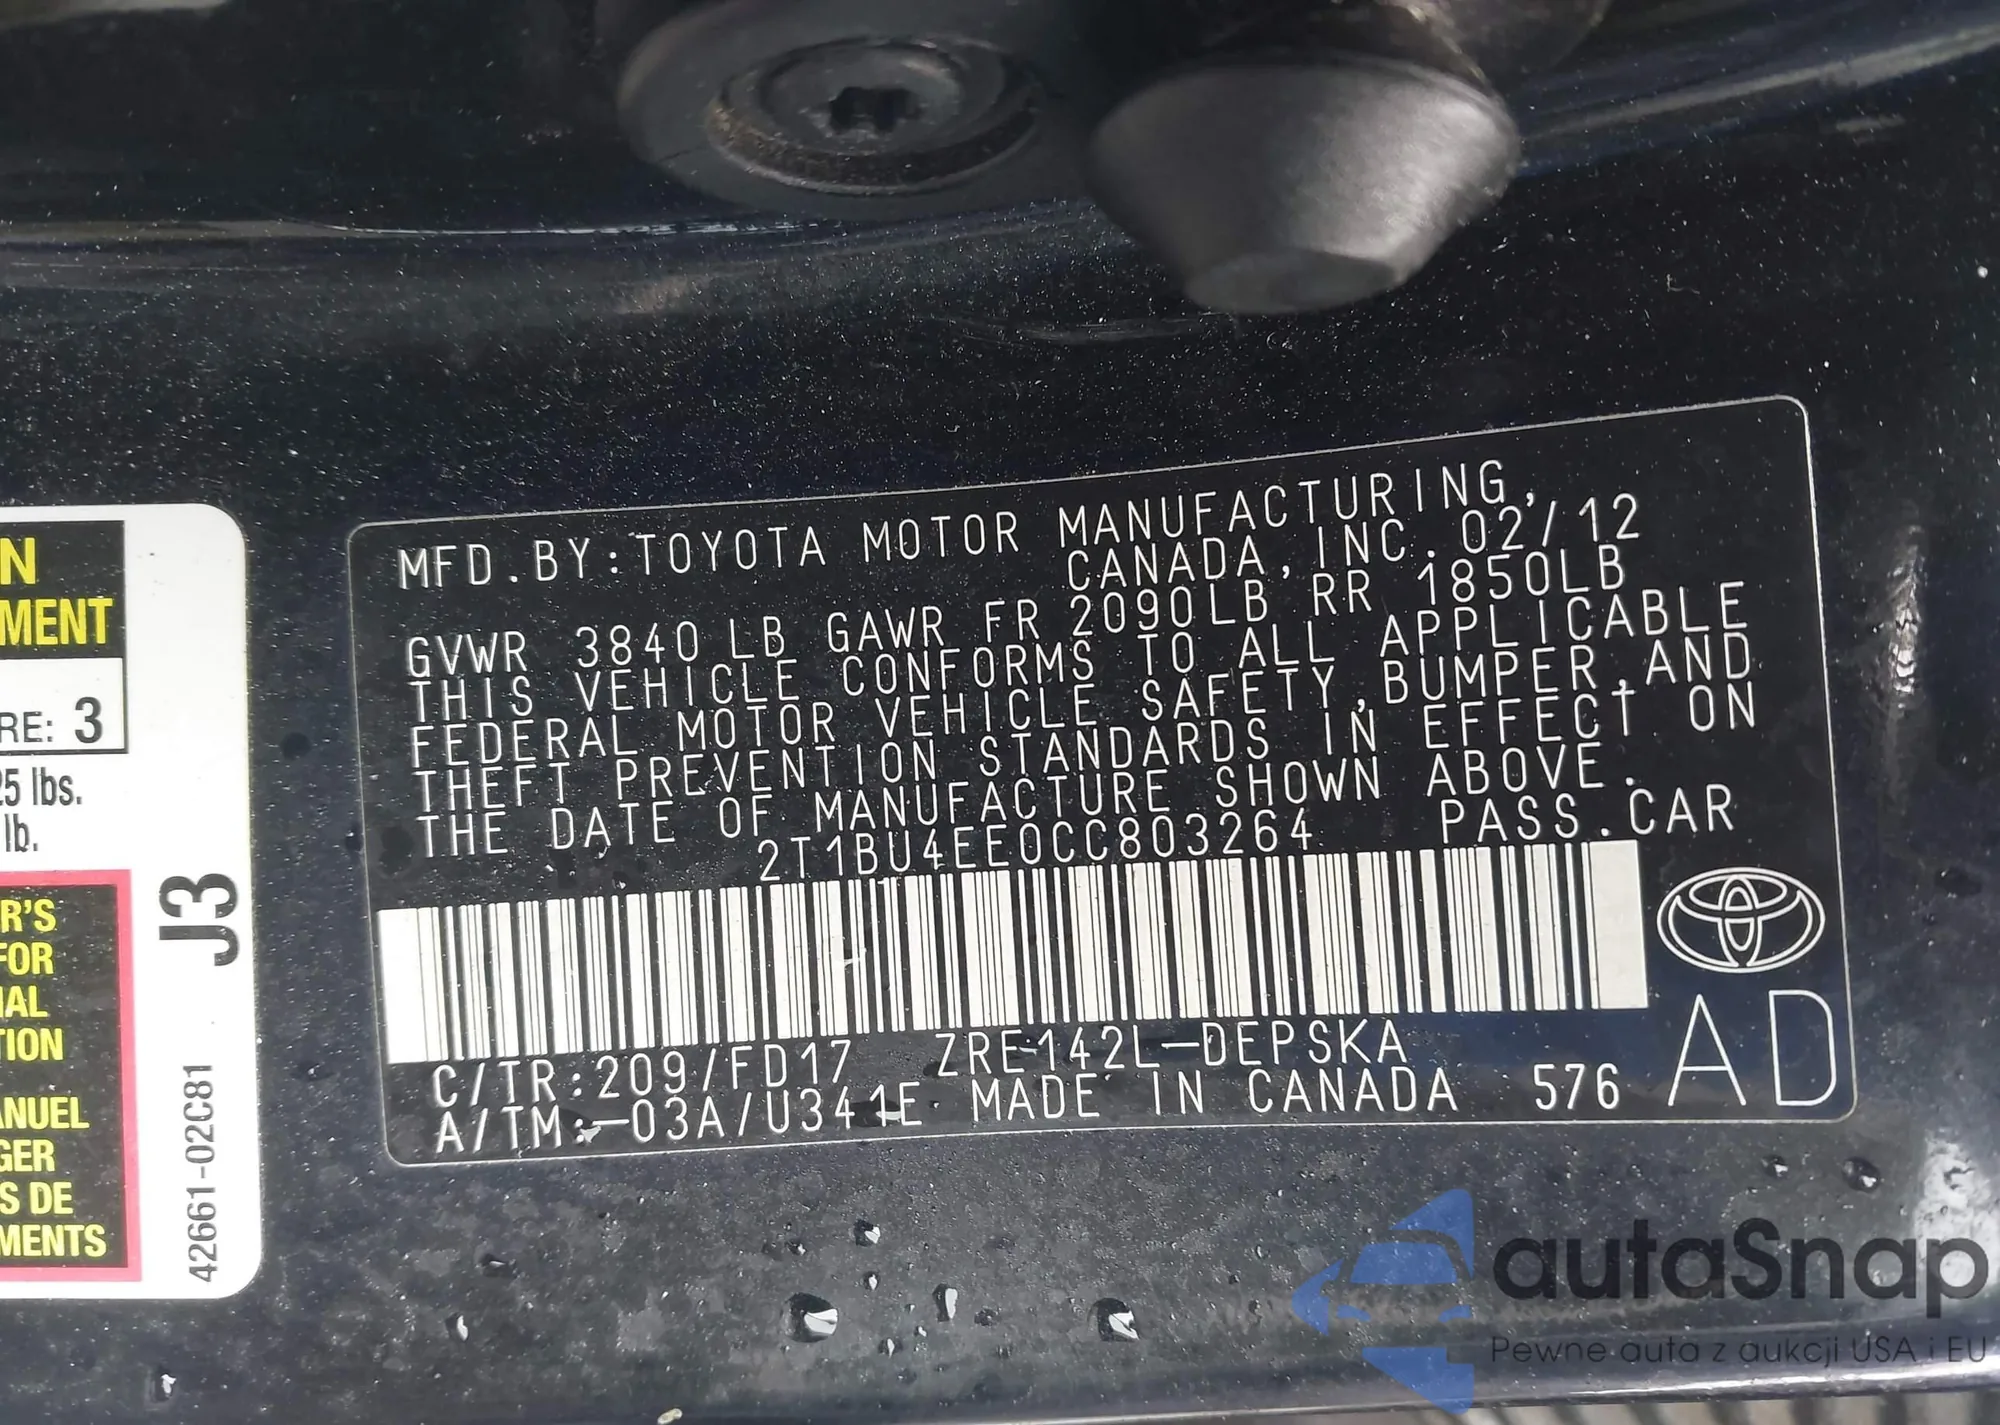 MFD.BY:TOYOTA MOTOR MANUFACTURING,
CANADA,INC.02/12
GVWR 3840LB GAWR FR 2090LB RR 1850LB
THIS VEHICLE CONFORMS TO ALL APPLICABLE
FEDERAL MOTOR VEHICLE SAFETY,BUMPER,AND
THEFT PREVENTION STANDARDS IN EFFECT ON
THE DATE OF MANUFACTURE SHOWN ABOVE.
2T1BU4EE0CC803264 PASS.CAR
C/TR:209/FD17 ZRE142L-DEPSKA
A/TM:-03A/U341E MADE IN CANADA 576
AD
N
MENT
RE: 3
25 lbs.
lb.
R'S
FOR
IAL
TION
ANUEL
GER
S DE
MENTS
J3
42661-02C81
autaSnap
Pewne auta z aukcji USA i EU